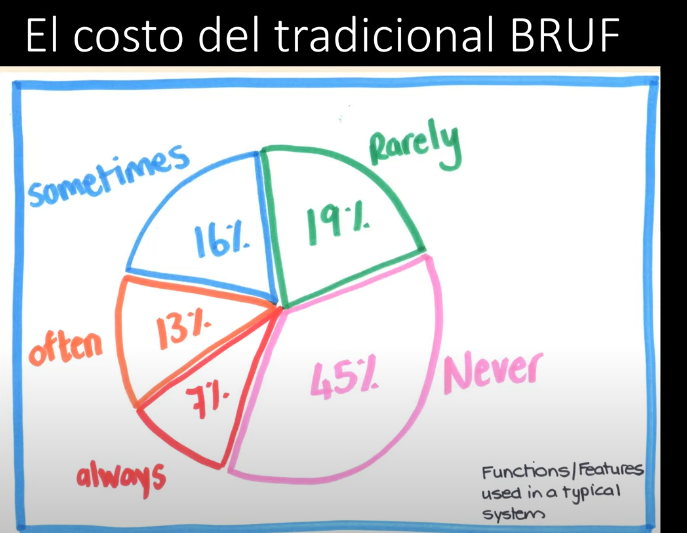 El costo del tradicional BRUF
sometimes
Rarely
16%
19%
often
13%
7%
45%
Never
always
Functions/Features
used in a typical
system